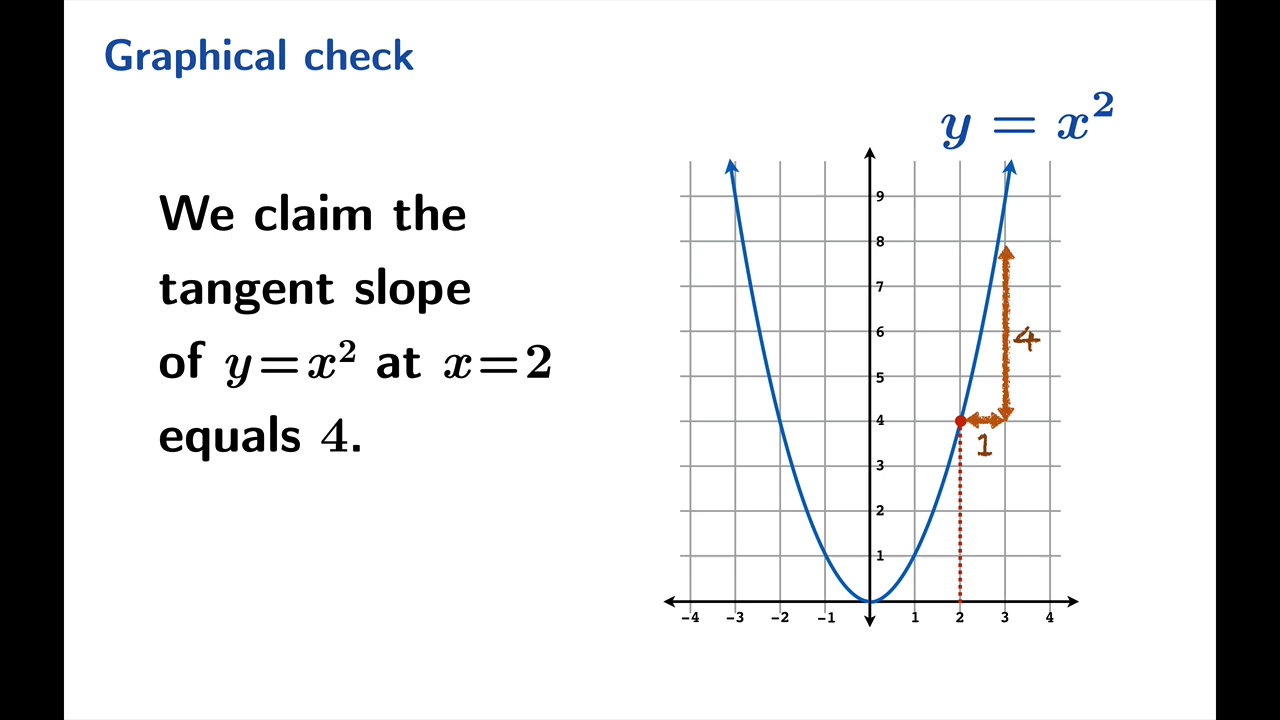 Graphical check
y = x²
We claim the
tangent slope
of y=x² at x=2
equals 4.
9
8
7
6
5
4
3
2
1
4
1
-4 -3 -2 -1 1 2 3 4